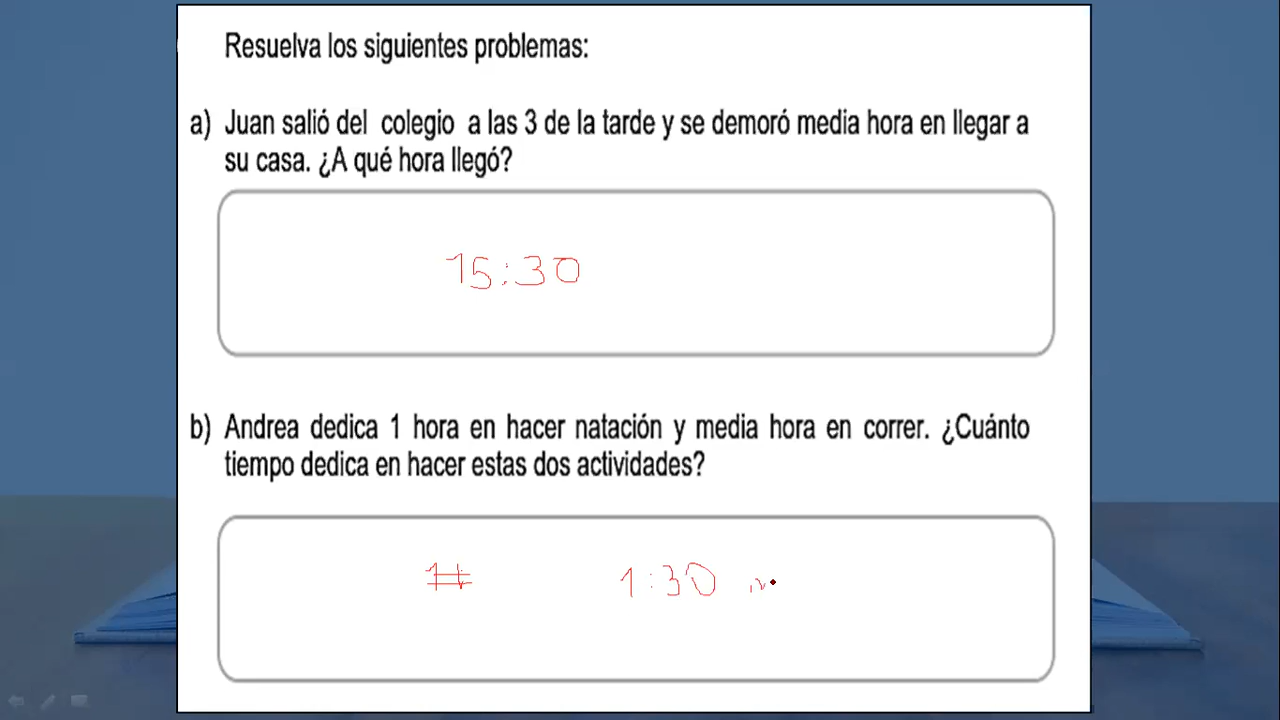 Resuelva los siguientes problemas:
a) Juan salió del colegio a las 3 de la tarde y se demoró media hora en llegar a
su casa. ¿A qué hora llegó?
15:30
b) Andrea dedica 1 hora en hacer natación y media hora en correr. ¿Cuánto
tiempo dedica en hacer estas dos actividades?
1:30